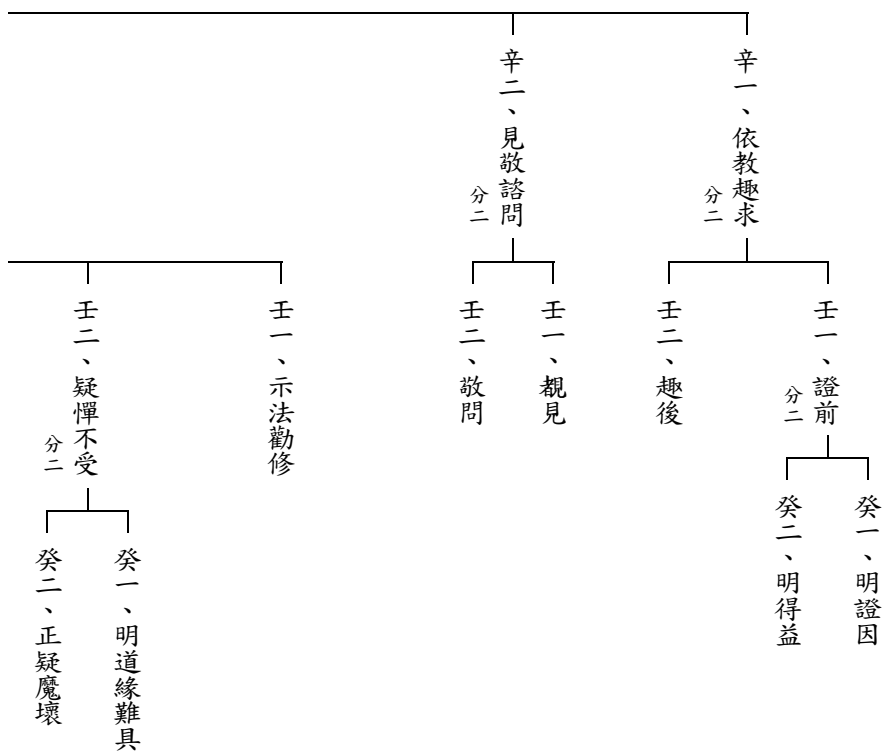 辛一、依教趣求
分二
壬一、證前
分二
癸一、明證因
癸二、明得益
壬二、趣後
辛二、見敬諮問
分二
壬一、覩見
壬二、敬問
壬一、示法勸修
壬二、疑憚不受
分二
癸一、明道緣難具
癸二、正疑魔壞